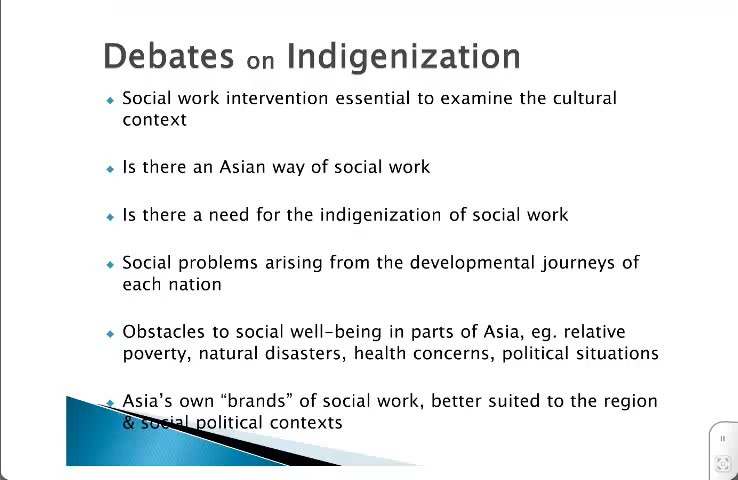 Debates on Indigenization
Social work intervention essential to examine the cultural
context
Is there an Asian way of social work
Is there a need for the indigenization of social work
Social problems arising from the developmental journeys of
each nation
Obstacles to social well-being in parts of Asia, eg. relative
poverty, natural disasters, health concerns, political situations
Asia's own “brands” of social work, better suited to the region
& social political contexts